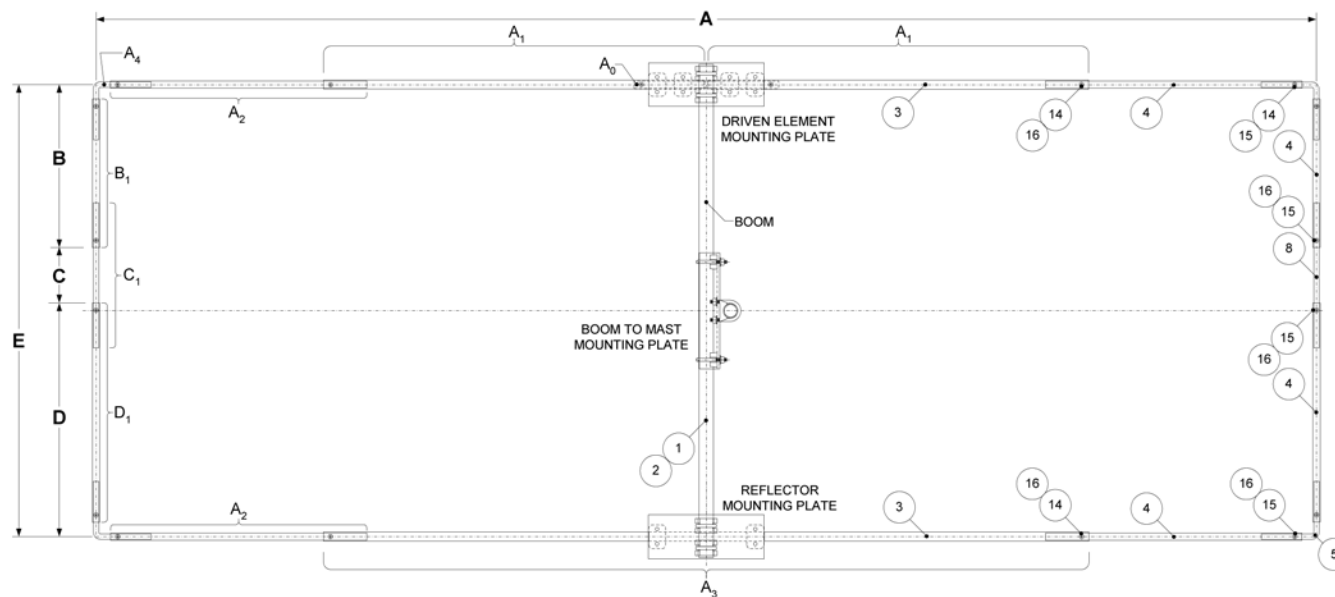 A
A1 A1
A4
A0
A2
3
14
16
4
14
15
DRIVEN ELEMENT
MOUNTING PLATE
B
B1
4
16
15
BOOM
C
C1
8
E
BOOM TO MAST
MOUNTING PLATE
15
16
D
D1
4
1
2
REFLECTOR
MOUNTING PLATE
A2
16
14
3
4
16
15
5
A3